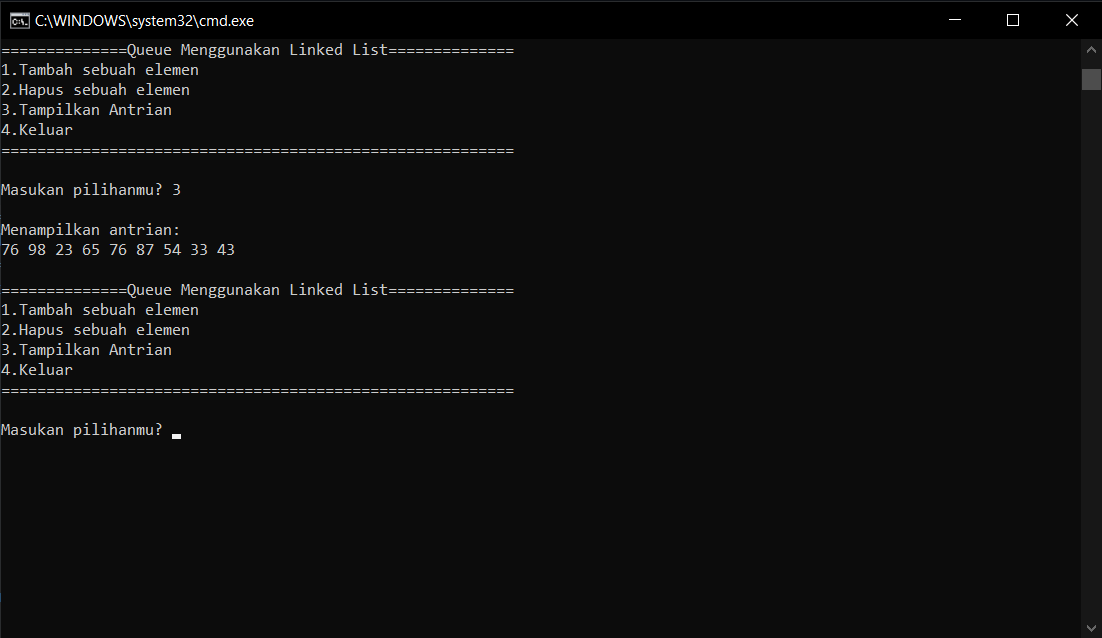 C:\WINDOWS\system32\cmd.exe
==============Queue Menggunakan Linked List==============
1.Tambah sebuah elemen
2.Hapus sebuah elemen
3.Tampilkan Antrian
4.Keluar
=========================================================
Masukan pilihanmu? 3
Menampilkan antrian:
76 98 23 65 76 87 54 33 43
==============Queue Menggunakan Linked List==============
1.Tambah sebuah elemen
2.Hapus sebuah elemen
3.Tampilkan Antrian
4.Keluar
=========================================================
Masukan pilihanmu?